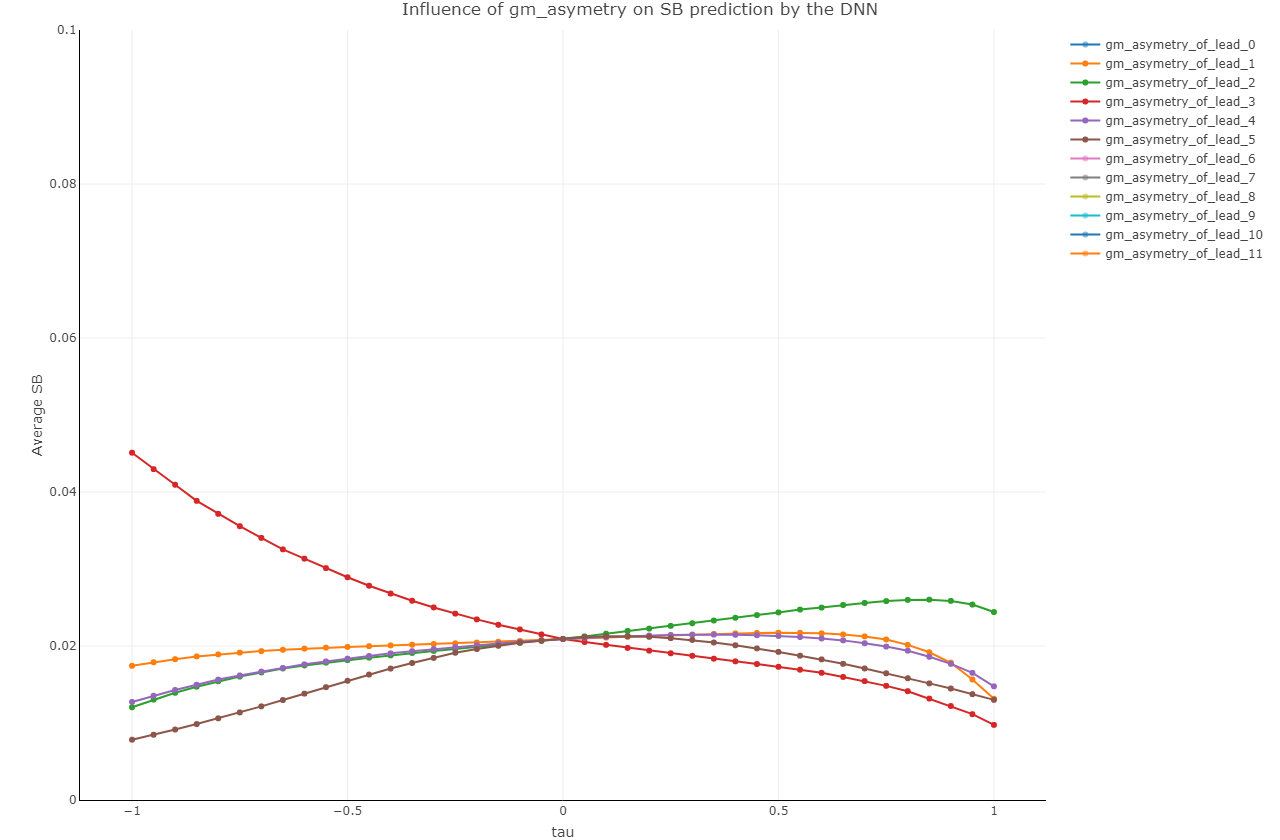 Influence of gm_asymetry on SB prediction by the DNN
0.1
0.08
0.06
0.04
0.02
0
Average SB
−1
−0.5
0
0.5
1
tau
gm_asymetry_of_lead_0
gm_asymetry_of_lead_1
gm_asymetry_of_lead_2
gm_asymetry_of_lead_3
gm_asymetry_of_lead_4
gm_asymetry_of_lead_5
gm_asymetry_of_lead_6
gm_asymetry_of_lead_7
gm_asymetry_of_lead_8
gm_asymetry_of_lead_9
gm_asymetry_of_lead_10
gm_asymetry_of_lead_11